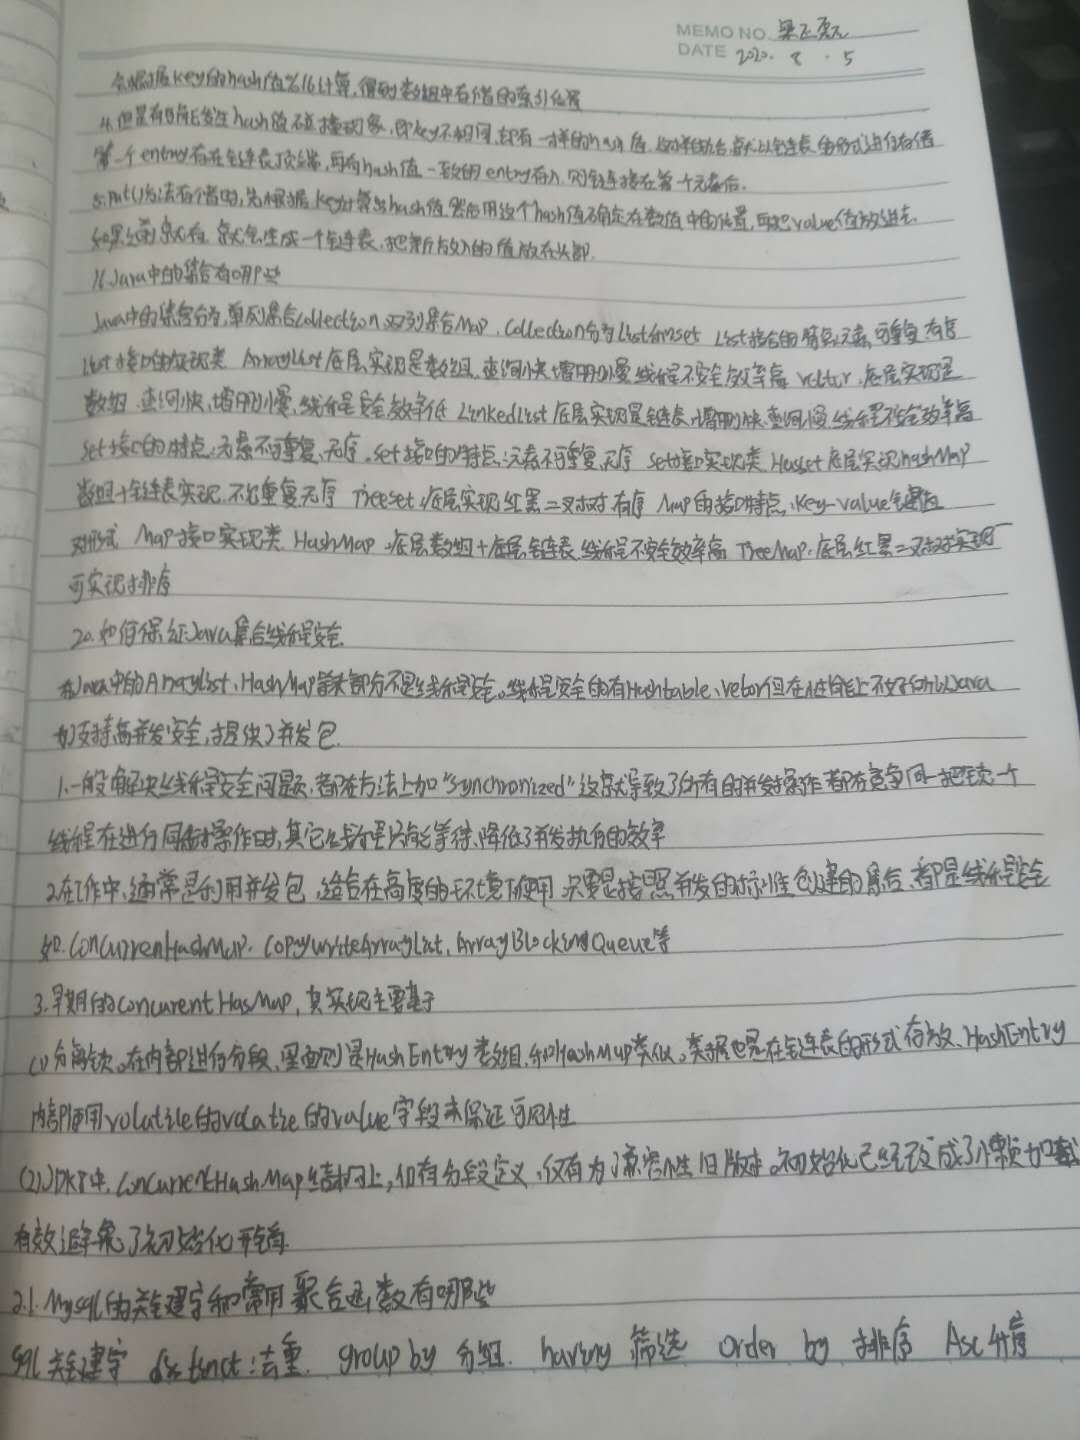 MEMO NO.
DATE 2020. 8 . 5
会根据key的hash值%16计算,得到数组中存储的索引位置
4.但是有可能发生hash值碰撞现象,即key不相同,却有一样的hash值,就以链表的形式进行存储
第一个entry存在链表顶端,再有hash值一致的entry存入,则链接在第一个元素后.
5.Put()方法存储时,先根据key计算出hash值,然后用这个hash值确定在数值中的位置,再把value值放进去
如果之前就有,就会生成一个链表,把新放入的值放在头部.
16.Java中的集合有哪些
Java中的集合分为,单列集合Collection,双列集合Map.Collection分为List和set List接合的特点:元素可重复,有序
List接口的实现类 ArrayList底层实现是数组,查询快,增删慢,线程不安全,效率高 vector,底层实现是
数组,查询快,增删慢,线程安全,效率低 LinkedList底层实现是链表,增删快,查询慢,线程不安全,效率高
set接口的特点:元素不可重复,无序.set接口的特点:元素不可重复,无序 set接口实现类 Hasset底层实现hashMap
数组+链表实现,不能重复,无序 Treeset,底层实现红黑二叉树,有序 Map的接口特点,key-value键值
对形式 Map接口实现类 HashMap,底层数组+底层链表,线程不安全,效率高 TreeMap,底层红黑二叉树实现
可实现排序
20.如何保证Java集合线程安全
在Java中的ArrayList、HashMap等大部分不是线程安全。线程安全的有Hashtable、vetor但在性能上不好所以Java
为了支持高并发安全,提供了并发包.
1.一般解决线程安全问题,都在方法上加"synchronized"这就导致了所有的并发操作都在竞争同一把锁,一个
线程在进行同步操作时,其它线程只能等待,降低了并发执行的效率
2.在工作中,通常是利用并发包,适合在高度的环境下使用 只要是按照并发的标准创建的集合,都是线程安全
如.ConcurrenHashMap. CopyWriteArrayList, ArrayBlockingQueue等
3.早期的concurent HasMap,其实现主要基于
(1)分离锁。在内部进行分段,里面则是HashEntry数组,和HashMap类似。数据也是在链表的形式存放、HashEntry
内部使用volatile的volatie的value字段来保证可见性
(2)JDK8中,ConcurrentHashMap结构上,仍有分段定义,仅有为了兼容性旧版本.初始化已经改成了懒加载
有效避免了初始化开销.
21.Mysql的关键字和常用聚合函数有哪些
sql关键字 distinct:去重. group by 分组. having 筛选 order by 排序 Asc升序